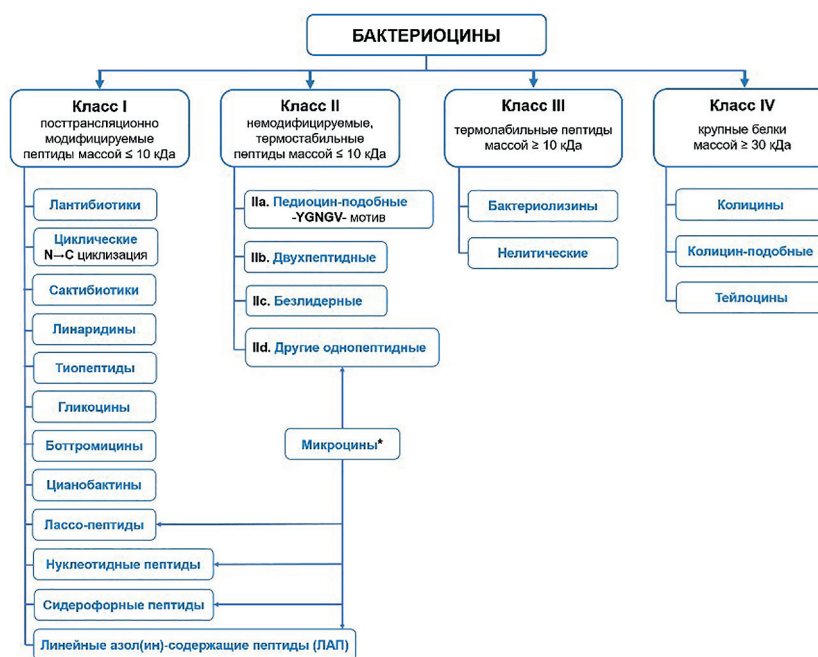 БАКТЕРИОЦИНЫ
Класс I
посттрансляционно
модифицируемые
пептиды массой ≤ 10 кДа
Класс II
немодифицируемые,
термостабильные
пептиды массой ≤ 10 кДа
Класс III
термолабильные пептиды
массой ≥ 10 кДа
Класс IV
крупные белки
массой ≥ 30 кДа
Лантибиотики
Циклические
N→C циклизация
Сактибиотики
Линаридины
Тиопептиды
Гликоцины
Боттромицины
Цианобактины
Лассо-пептиды
Нуклеотидные пептиды
Сидерофорные пептиды
Линейные азол(ин)-содержащие пептиды (ЛАП)
IIa. Педиоцин-подобные
-YGNGV- мотив
IIb. Двухпептидные
IIc. Безлидерные
IId. Другие однопептидные
Микроцины*
Бактериолизины
Нелитические
Колицины
Колицин-подобные
Тейлоцины